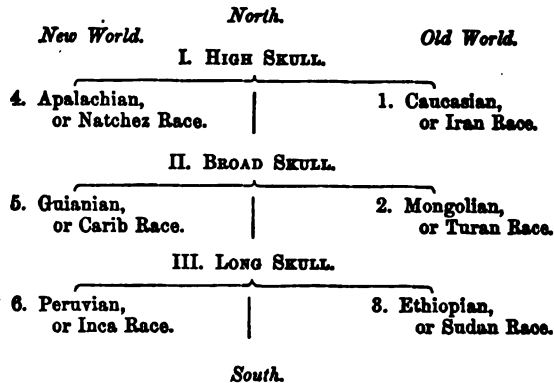 North.
New World. Old World.
I. HIGH SKULL.
4. Apalachian, 1. Caucasian,
or Natchez Race. or Iran Race.
II. BROAD SKULL.
5. Guianian, 2. Mongolian,
or Carib Race. or Turan Race.
III. LONG SKULL.
6. Peruvian, 3. Ethiopian,
or Inca Race. or Sudan Race.
South.